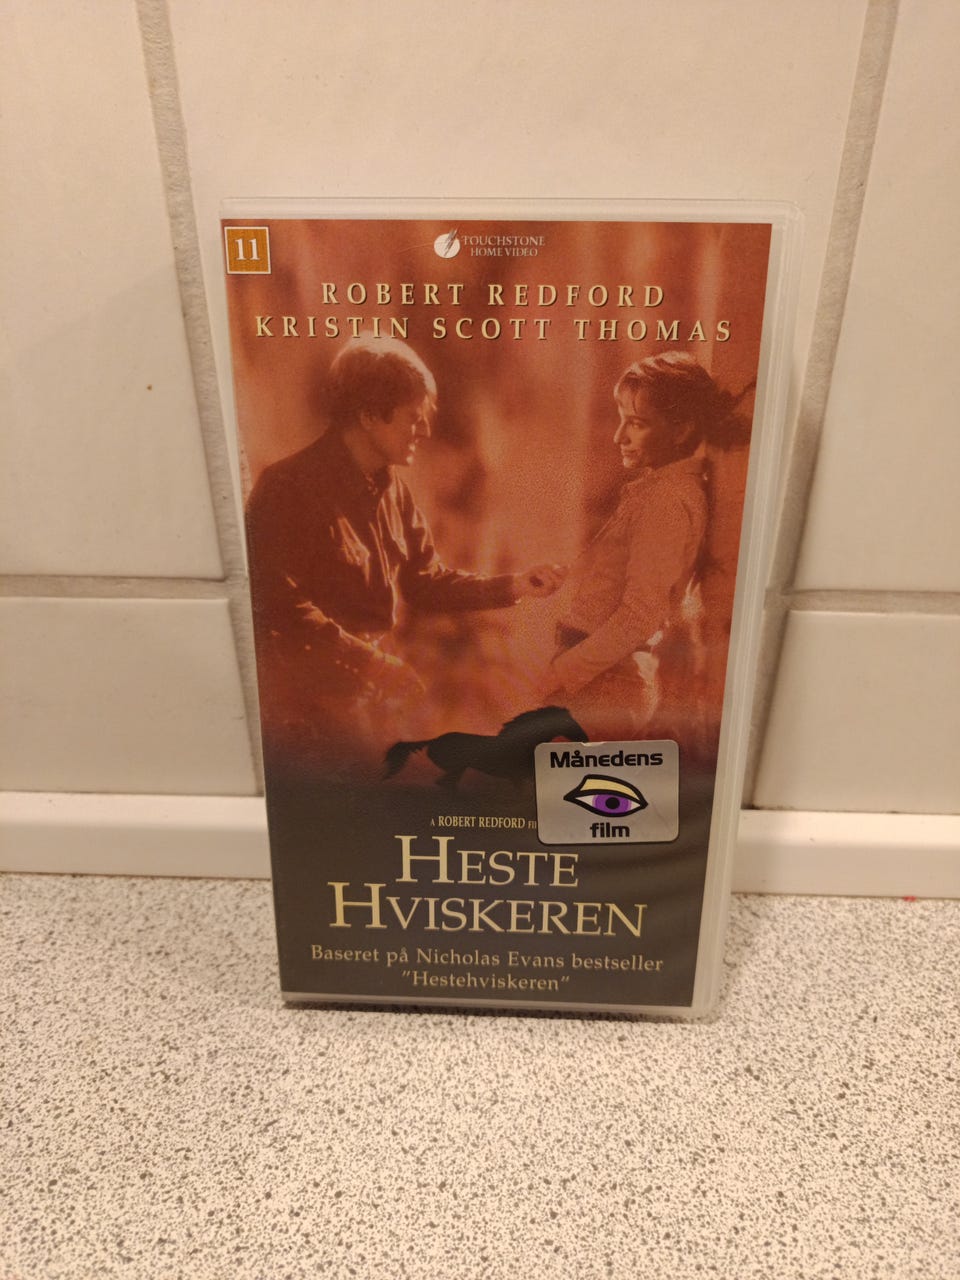 11
TOUCHSTONE
HOME VIDEO
ROBERT REDFORD
KRISTIN SCOTT THOMAS
Månedens
film
A ROBERT REDFORD
HESTE
HVISKEREN
Baseret på Nicholas Evans bestseller
"Hestehviskeren"